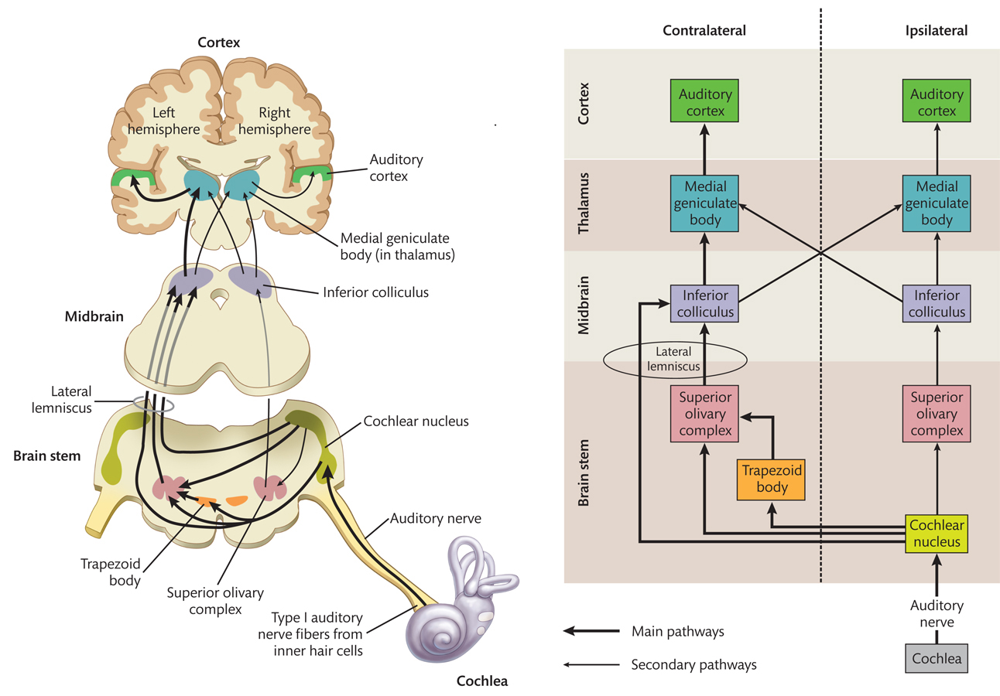 Cortex
Left
hemisphere
Right
hemisphere
Auditory
cortex
Medial geniculate
body (in thalamus)
Inferior colliculus
Midbrain
Lateral
lemniscus
Cochlear nucleus
Brain stem
Auditory nerve
Trapezoid
body
Superior olivary
complex
Type I auditory
nerve fibers from
inner hair cells
Cochlea
Contralateral
Ipsilateral
Cortex
Auditory
cortex
Auditory
cortex
Thalamus
Medial
geniculate
body
Medial
geniculate
body
Midbrain
Inferior
colliculus
Inferior
colliculus
Lateral
lemniscus
Brain stem
Superior
olivary
complex
Superior
olivary
complex
Trapezoid
body
Cochlear
nucleus
Auditory
nerve
Cochlea
Main pathways
Secondary pathways